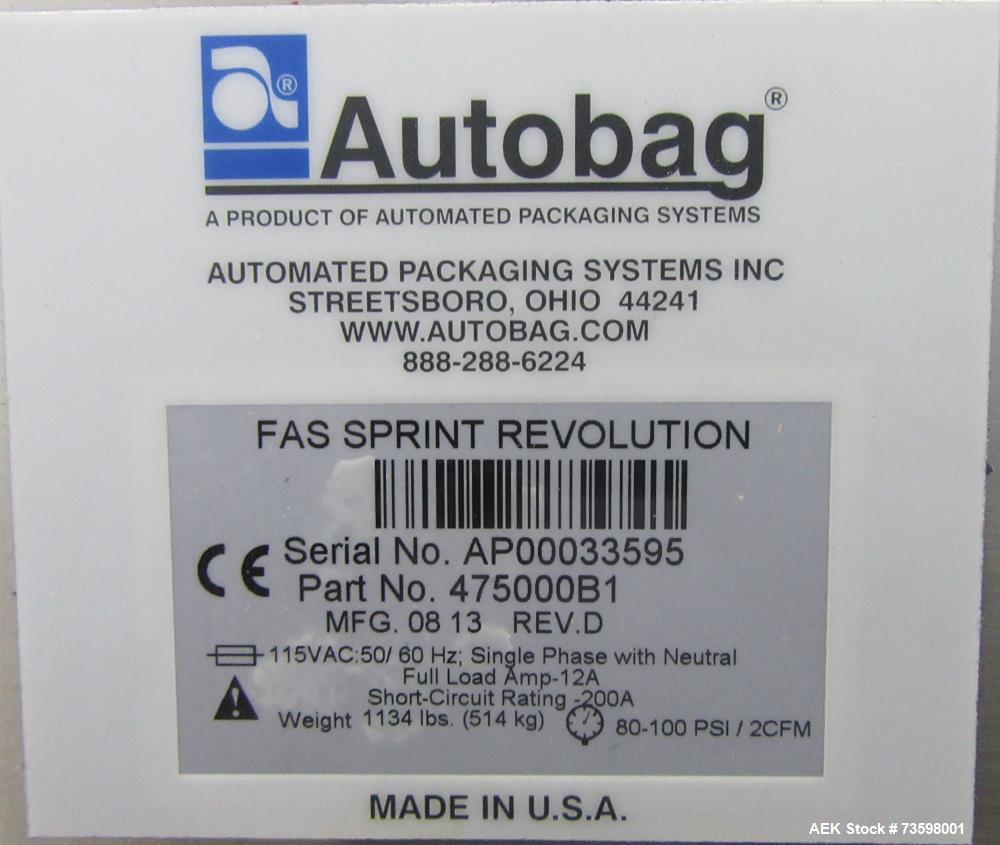 a®
Autobag®
A PRODUCT OF AUTOMATED PACKAGING SYSTEMS
AUTOMATED PACKAGING SYSTEMS INC
STREETSBORO, OHIO 44241
WWW.AUTOBAG.COM
888-288-6224
FAS SPRINT REVOLUTION
CE Serial No. AP00033595
Part No. 475000B1
MFG. 08 13 REV.D
115VAC:50/ 60 Hz; Single Phase with Neutral
Full Load Amp-12A
Short-Circuit Rating -200A
Weight 1134 lbs. (514 kg) 80-100 PSI / 2CFM
MADE IN U.S.A.
AEK Stock # 73598001